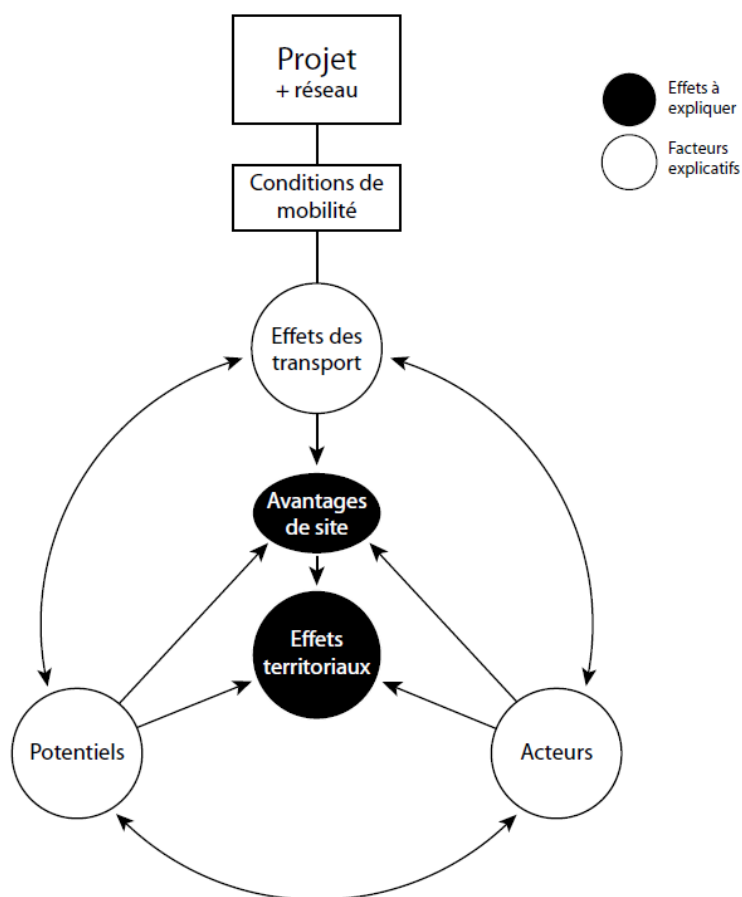 Projet
+ réseau
Effets à
expliquer
Facteurs
explicatifs
Conditions de
mobilité
Effets des
transport
Avantages
de site
Effets
territoriaux
Potentiels
Acteurs